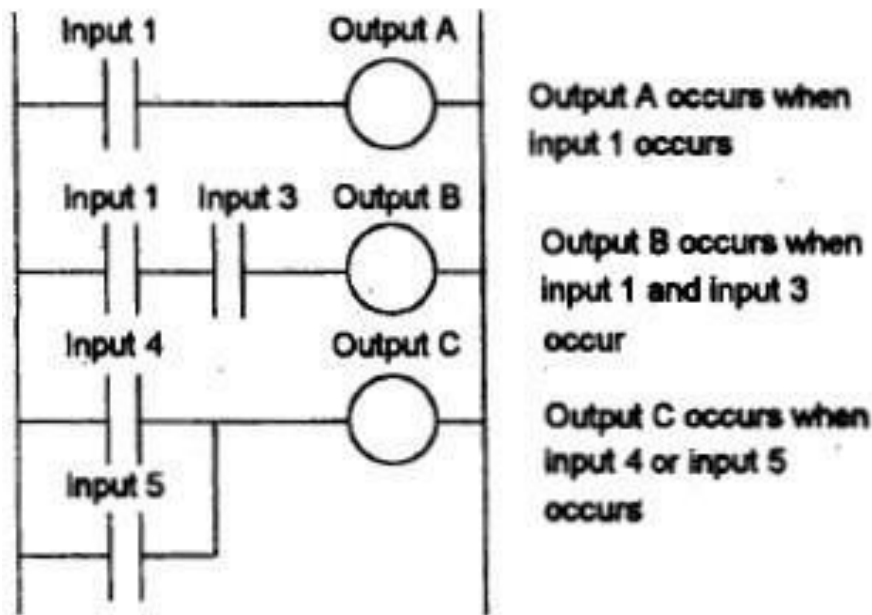 Input 1 Output A
Output A occurs when
input 1 occurs
Input 1 Input 3 Output B
Output B occurs when
input 1 and input 3
occur
Input 4 Output C
Output C occurs when
input 4 or input 5
occurs
Input 5